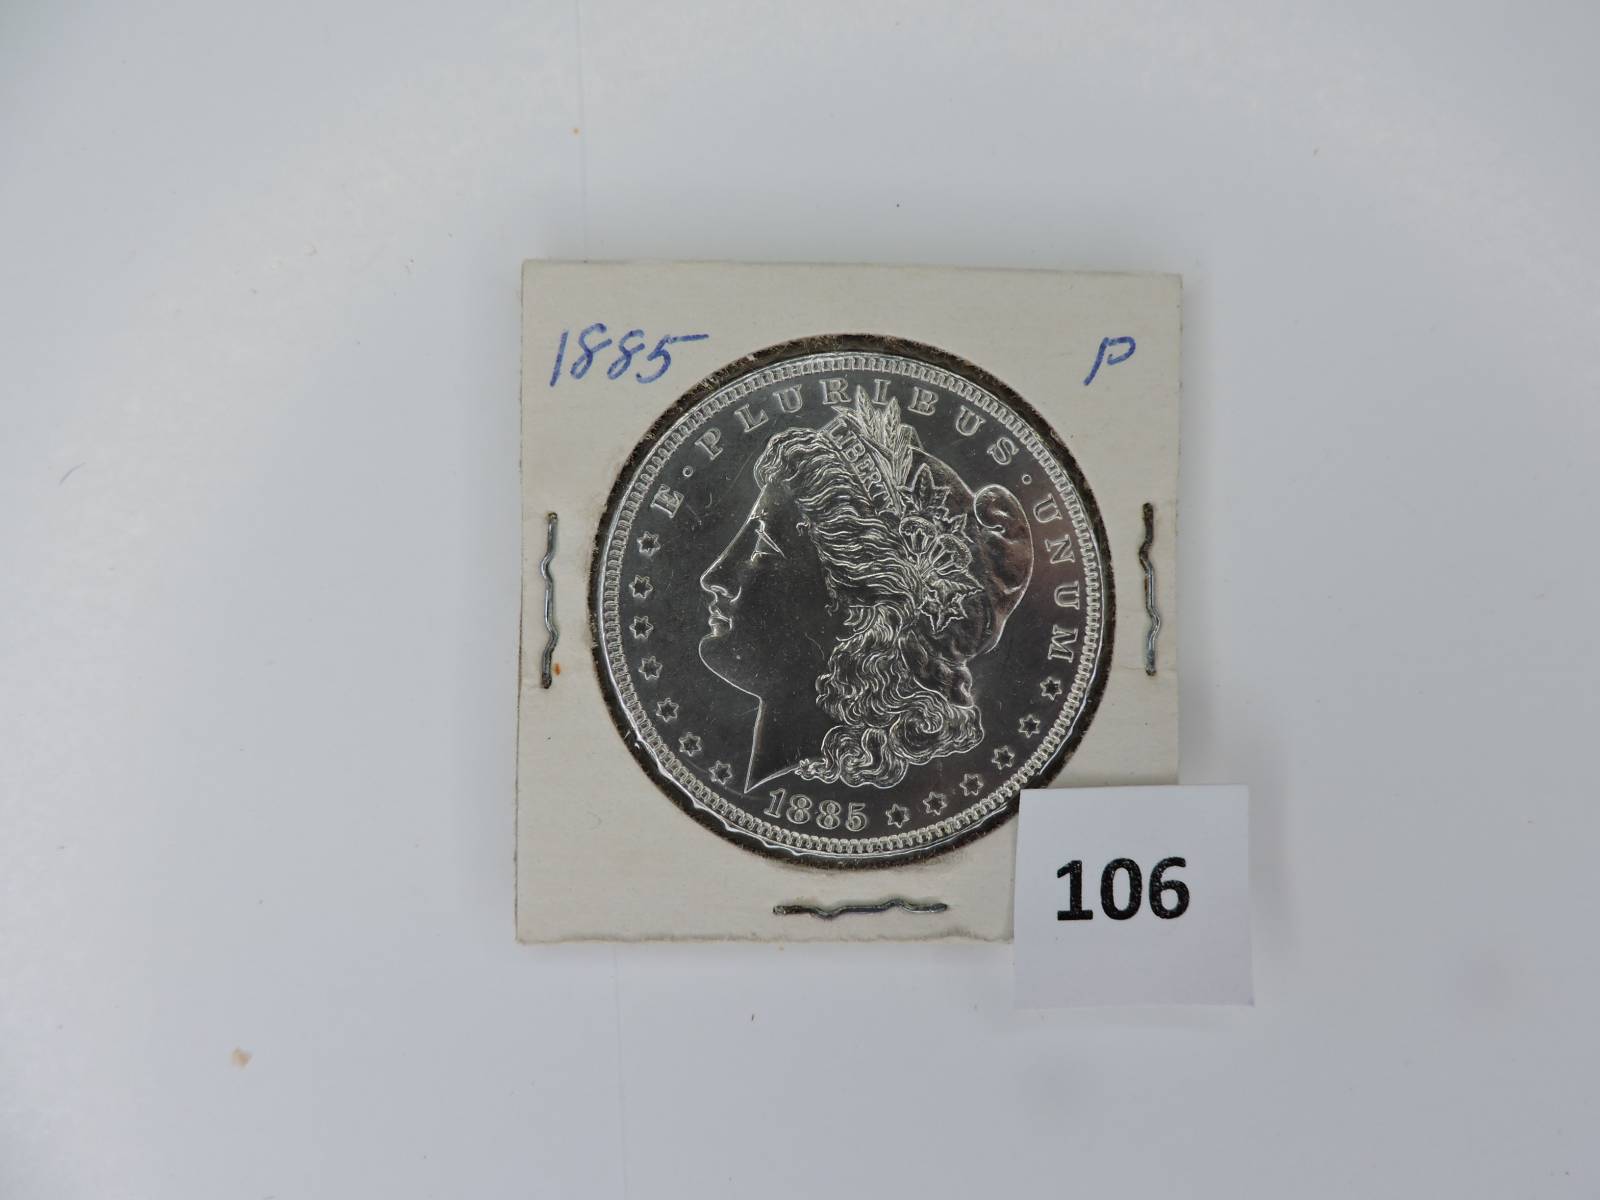 1885 P
E · PLURIBUS · UNUM
LIBERTY
1885
106